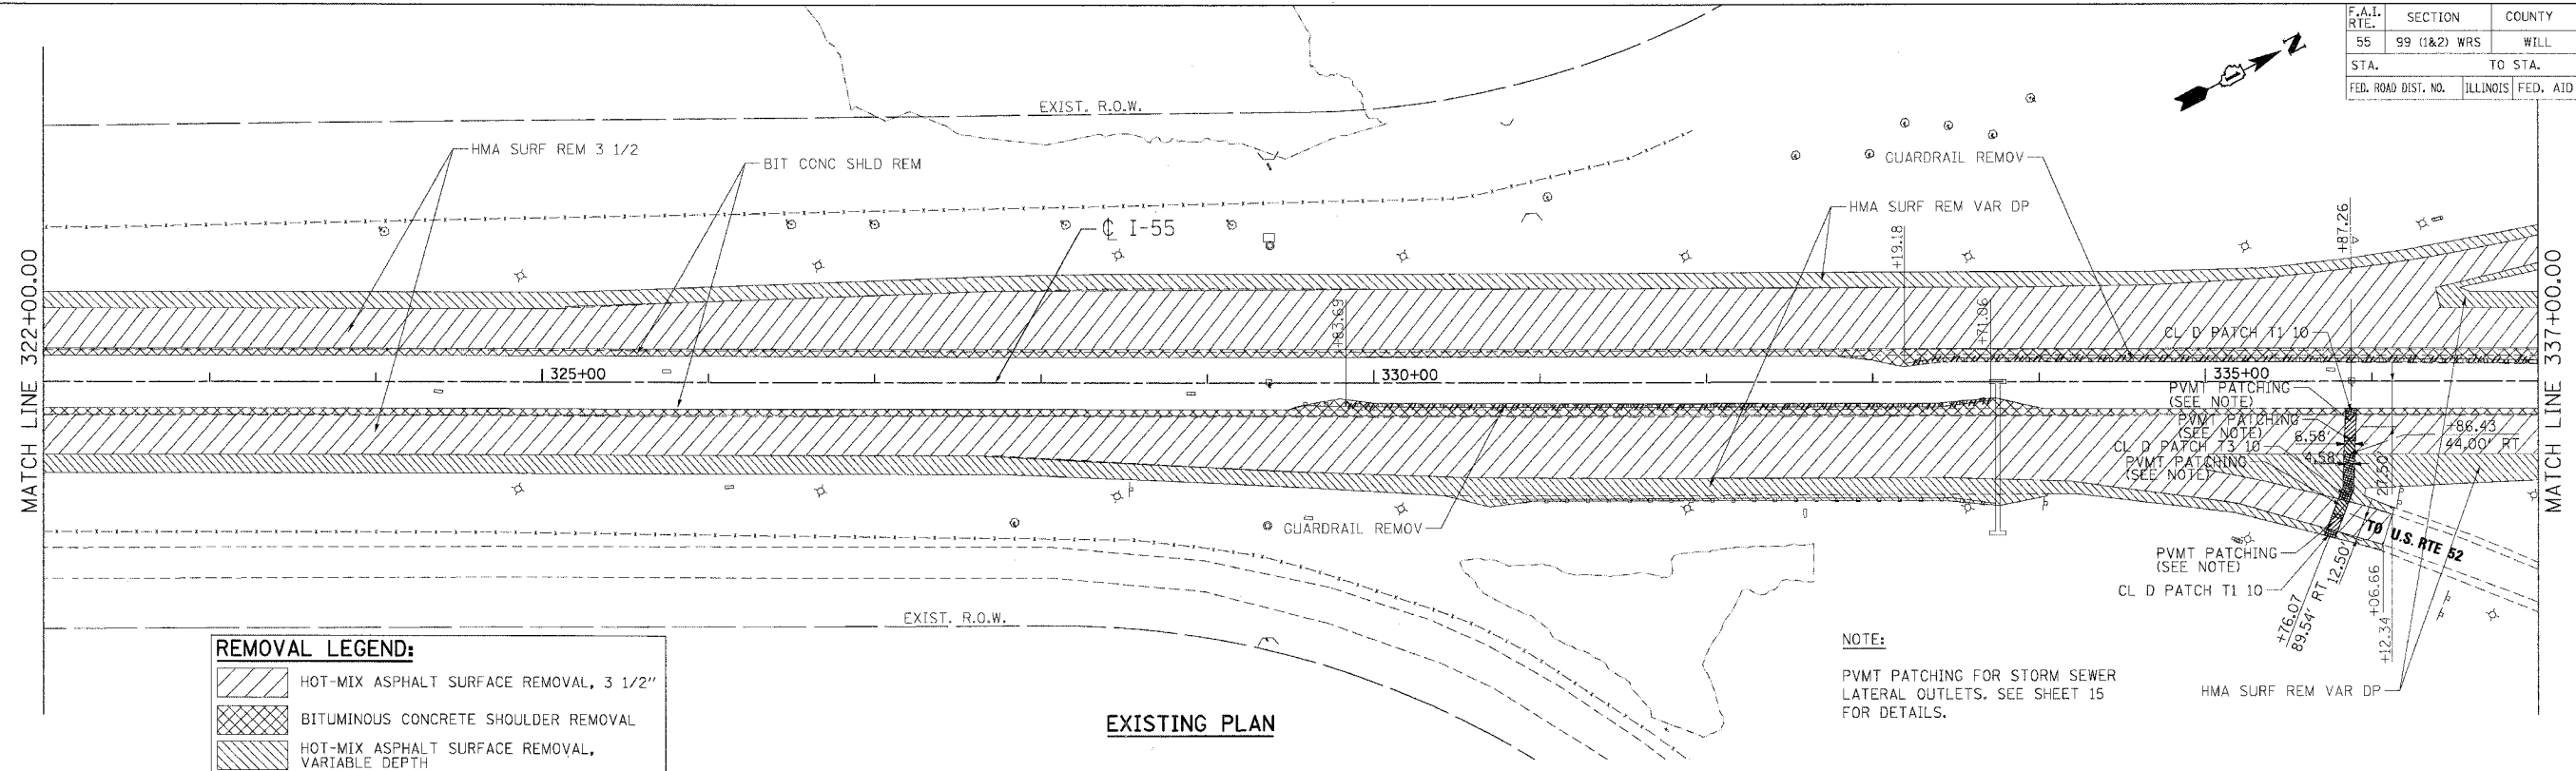 F.A.I. RTE. SECTION COUNTY
55 99 (1&2) WRS WILL
STA. TO STA.
FED. ROAD DIST. NO. ILLINOIS FED. AID
N
EXIST. R.O.W.
HMA SURF REM 3 1/2
BIT CONC SHLD REM
GUARDRAIL REMOV
HMA SURF REM VAR DP
℄ I-55
+19.18
+87.26
MATCH LINE 322+00.00
MATCH LINE 337+00.00
+83.69
+71.06
CL D PATCH T1 10
325+00
330+00
335+00
PVMT PATCHING
(SEE NOTE)
PVMT PATCHING
(SEE NOTE)
6.58'
+86.43
44.00' RT
CL D PATCH T3 10
4.58'
PVMT PATCHING
(SEE NOTE)
27.50'
GUARDRAIL REMOV
TO U.S. RTE 52
PVMT PATCHING
(SEE NOTE)
12.50'
CL D PATCH T1 10
+76.07
89.54' RT
+06.66
+12.34
EXIST. R.O.W.
REMOVAL LEGEND:
HOT-MIX ASPHALT SURFACE REMOVAL, 3 1/2"
BITUMINOUS CONCRETE SHOULDER REMOVAL
HOT-MIX ASPHALT SURFACE REMOVAL,
VARIABLE DEPTH
EXISTING PLAN
NOTE:
PVMT PATCHING FOR STORM SEWER
LATERAL OUTLETS. SEE SHEET 15
FOR DETAILS.
HMA SURF REM VAR DP